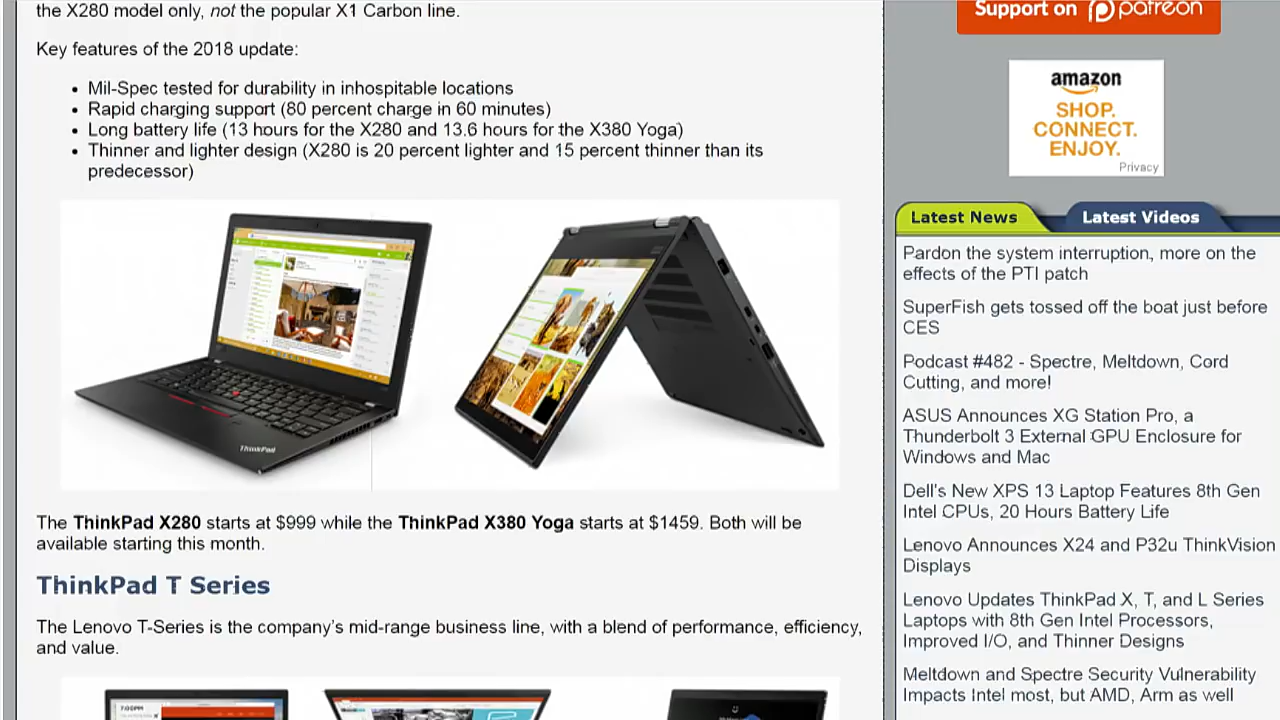 the X280 model only, not the popular X1 Carbon line.
Key features of the 2018 update:
• Mil-Spec tested for durability in inhospitable locations
• Rapid charging support (80 percent charge in 60 minutes)
• Long battery life (13 hours for the X280 and 13.6 hours for the X380 Yoga)
• Thinner and lighter design (X280 is 20 percent lighter and 15 percent thinner than its
predecessor)
ThinkPad
The ThinkPad X280 starts at $999 while the ThinkPad X380 Yoga starts at $1459. Both will be
available starting this month.
ThinkPad T Series
The Lenovo T-Series is the company's mid-range business line, with a blend of performance, efficiency,
and value.
7:00PM
Support on patreon
amazon
SHOP.
CONNECT.
ENJOY.
Privacy
Latest News
Latest Videos
Pardon the system interruption, more on the
effects of the PTI patch
SuperFish gets tossed off the boat just before
CES
Podcast #482 - Spectre, Meltdown, Cord
Cutting, and more!
ASUS Announces XG Station Pro, a
Thunderbolt 3 External GPU Enclosure for
Windows and Mac
Dell's New XPS 13 Laptop Features 8th Gen
Intel CPUs, 20 Hours Battery Life
Lenovo Announces X24 and P32u ThinkVision
Displays
Lenovo Updates ThinkPad X, T, and L Series
Laptops with 8th Gen Intel Processors,
Improved I/O, and Thinner Designs
Meltdown and Spectre Security Vulnerability
Impacts Intel most, but AMD, Arm as well